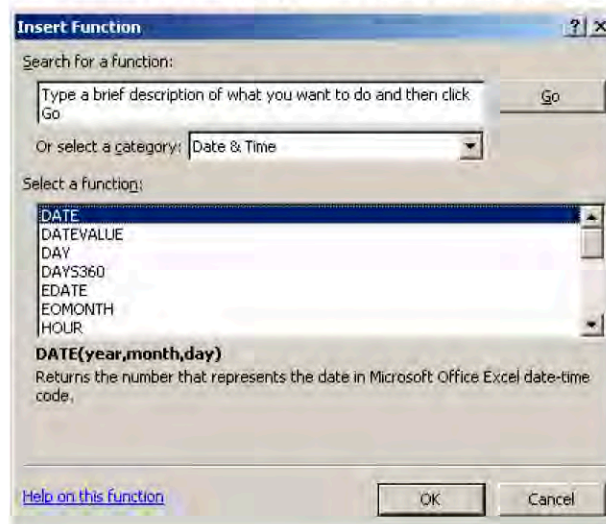 Insert Function
Search for a function:
Type a brief description of what you want to do and then click
Go
Go
Or select a category: Date & Time
Select a function:
DATE
DATEVALUE
DAY
DAYS360
EDATE
EOMONTH
HOUR
DATE(year,month,day)
Returns the number that represents the date in Microsoft Office Excel date-time
code.
Help on this function
OK
Cancel